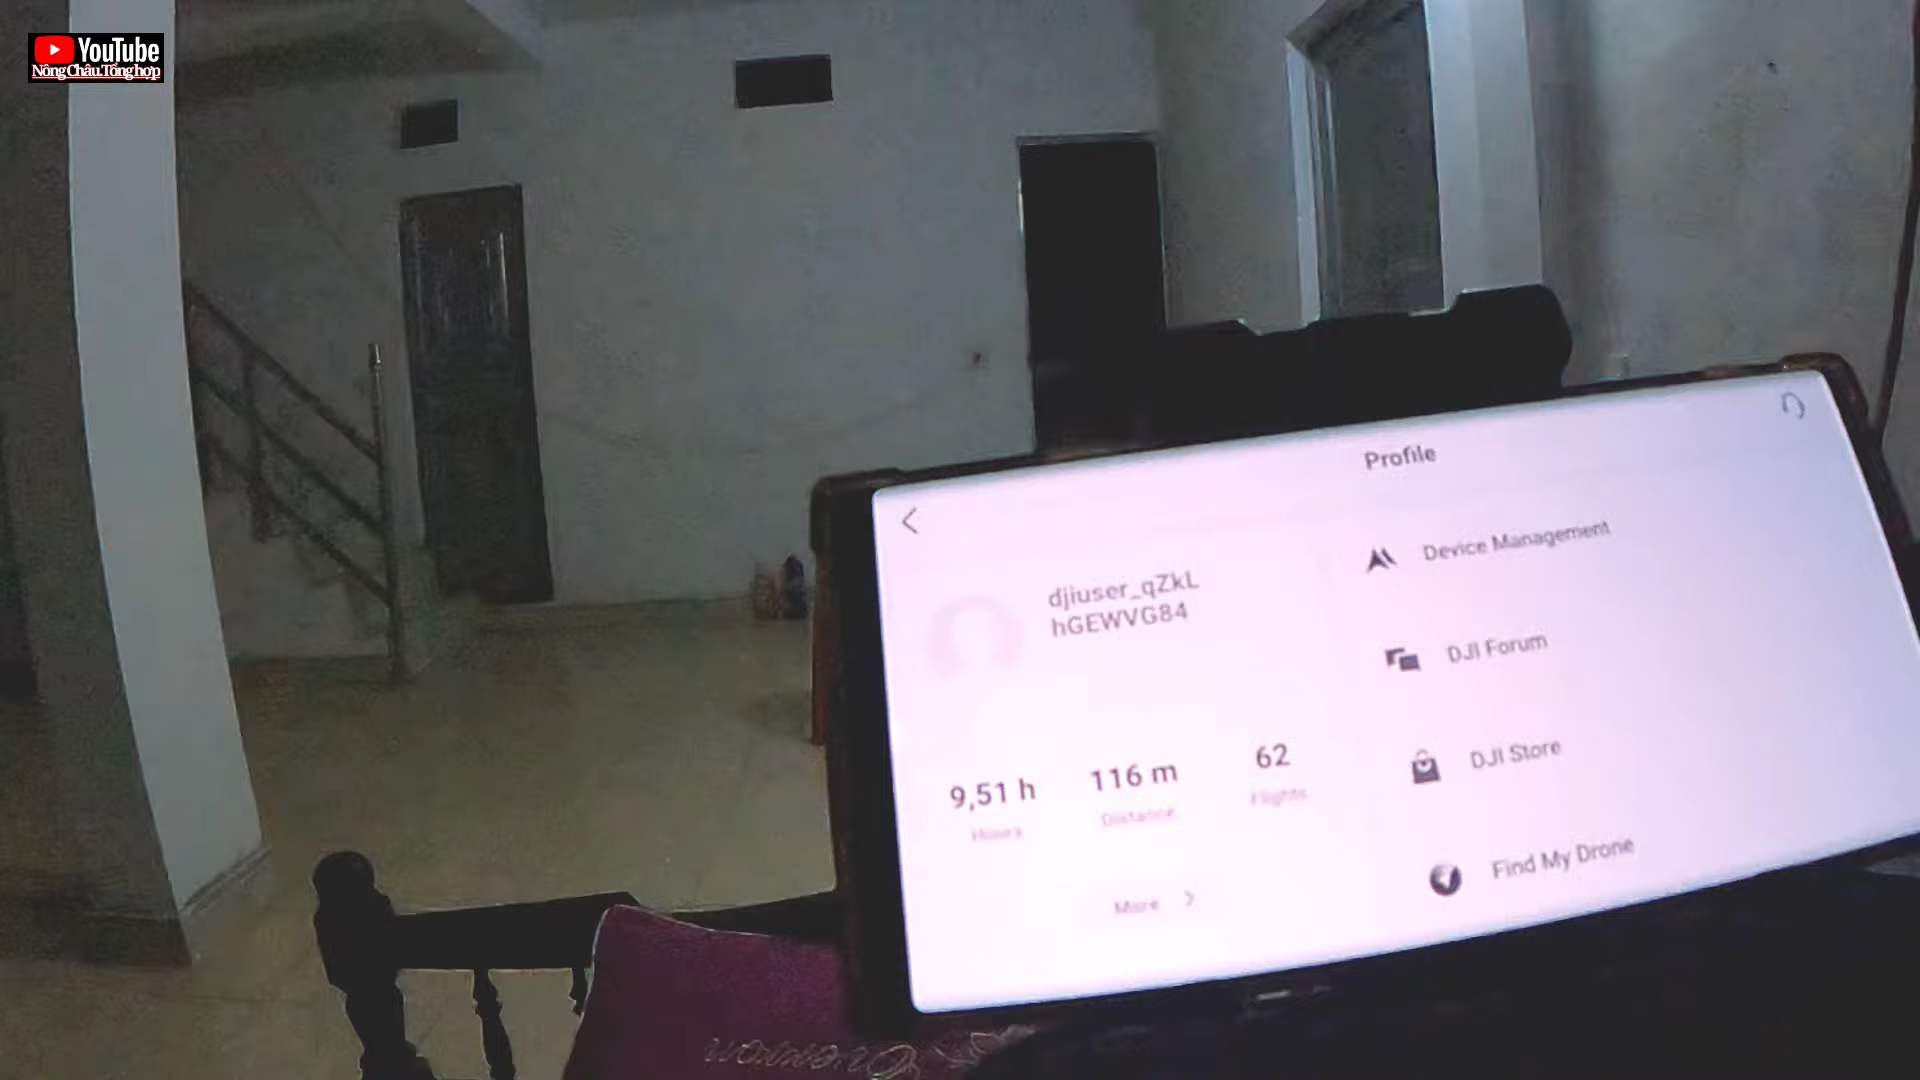 YouTube
Nông Châu.Tổng hợp
Profile
djiuser_qZkL
hGEWVG84
9,51 h
116 m
62
Hours
Distance
Flights
More
Device Management
DJI Forum
DJI Store
Find My Drone